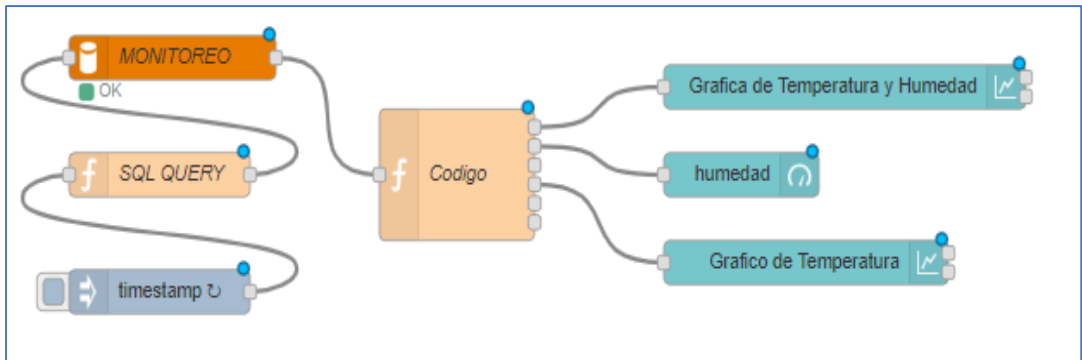 MONITOREO
OK
SQL QUERY
timestamp ↻
Codigo
Grafica de Temperatura y Humedad
humedad
Grafico de Temperatura